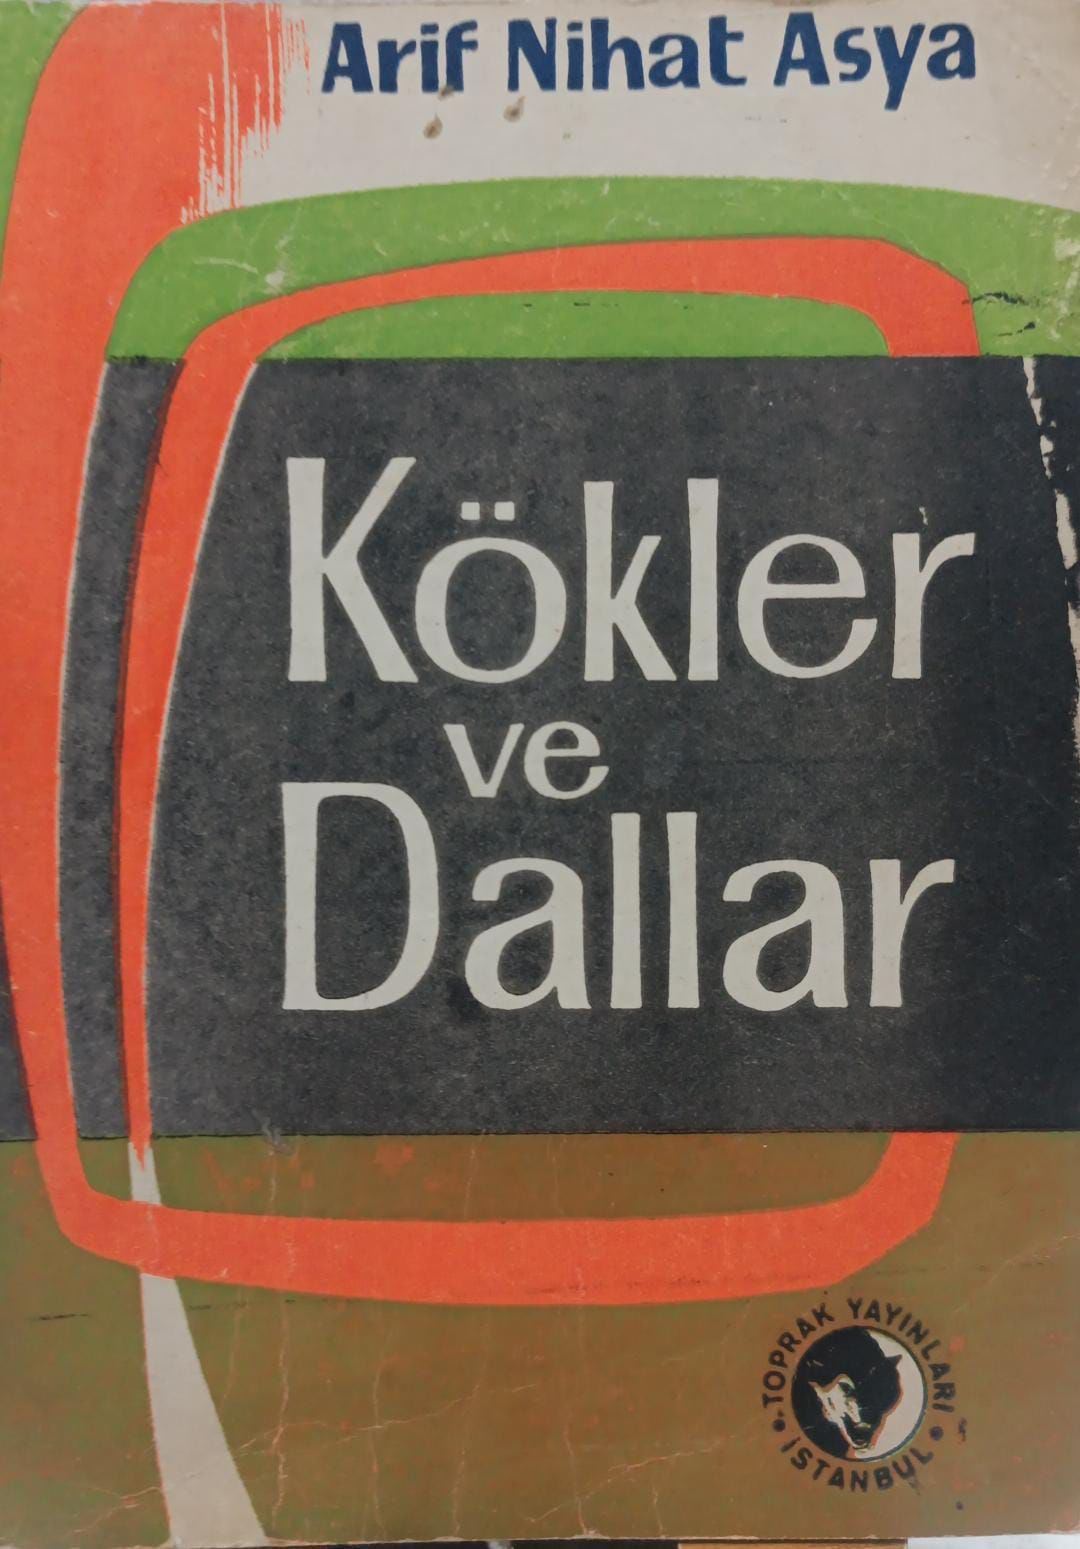 Arif Nihat Asya
Kökler
ve
Dallar
TOPRAK YAYINLARI
İSTANBUL